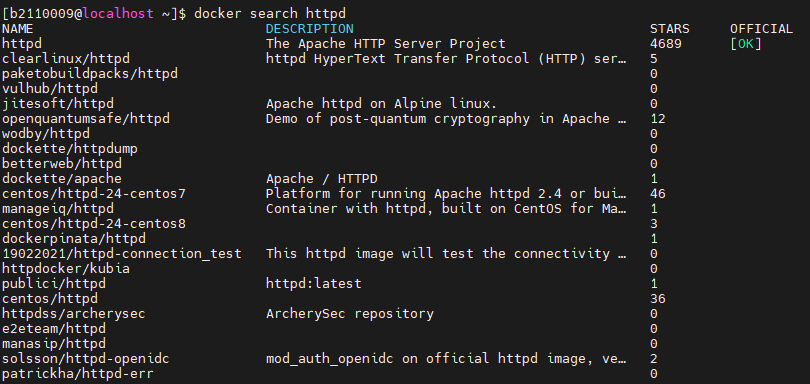 [b2110009@localhost ~]$ docker search httpd
NAME DESCRIPTION STARS OFFICIAL
httpd The Apache HTTP Server Project 4689 [OK]
clearlinux/httpd httpd HyperText Transfer Protocol (HTTP) ser… 5
paketobuildpacks/httpd 0
vulhub/httpd 0
jitesoft/httpd Apache httpd on Alpine linux. 0
openquantumsafe/httpd Demo of post-quantum cryptography in Apache … 12
wodby/httpd 0
dockette/httpdump 0
betterweb/httpd 0
dockette/apache Apache / HTTPD 1
centos/httpd-24-centos7 Platform for running Apache httpd 2.4 or bui… 46
manageiq/httpd Container with httpd, built on CentOS for Ma… 1
centos/httpd-24-centos8 3
dockerpinata/httpd 1
19022021/httpd-connection_test This httpd image will test the connectivity … 0
httpdocker/kubia 0
publici/httpd httpd:latest 1
centos/httpd 36
httpdss/archerysec ArcherySec repository 0
e2eteam/httpd 0
manasip/httpd 0
solsson/httpd-openidc mod_auth_openidc on official httpd image, ve… 2
patrickha/httpd-err 0